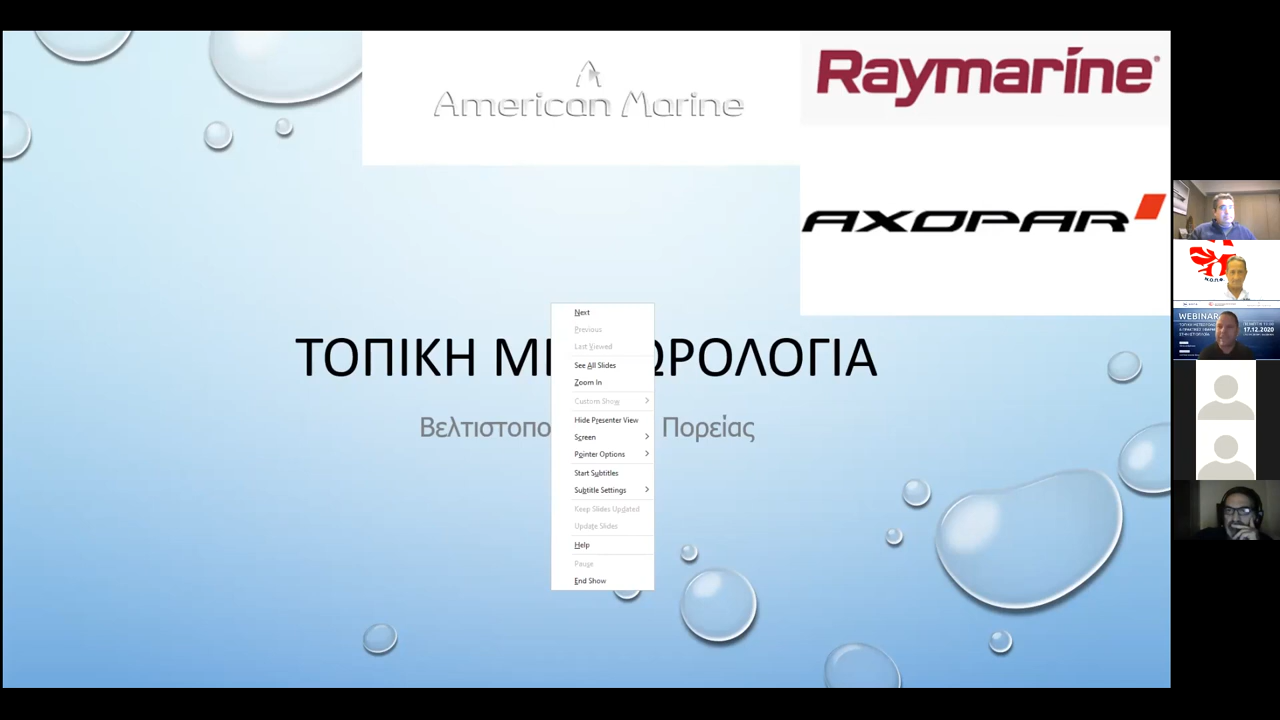 American Marine
Raymarine
AXOPAR
ΤΟΠΙΚΗ ΜΕ ΩΡΟΛΟΓΙΑ
Βελτιστοπο Πορείας
Next
Previous
Last Viewed
See All Slides
Zoom In
Custom Show
Hide Presenter View
Screen
Pointer Options
Start Subtitles
Subtitle Settings
Keep Slides Updated
Update Slides
Help
Pause
End Show
Ν.Ο.Π.Φ
WEBINAR
17.12.2020